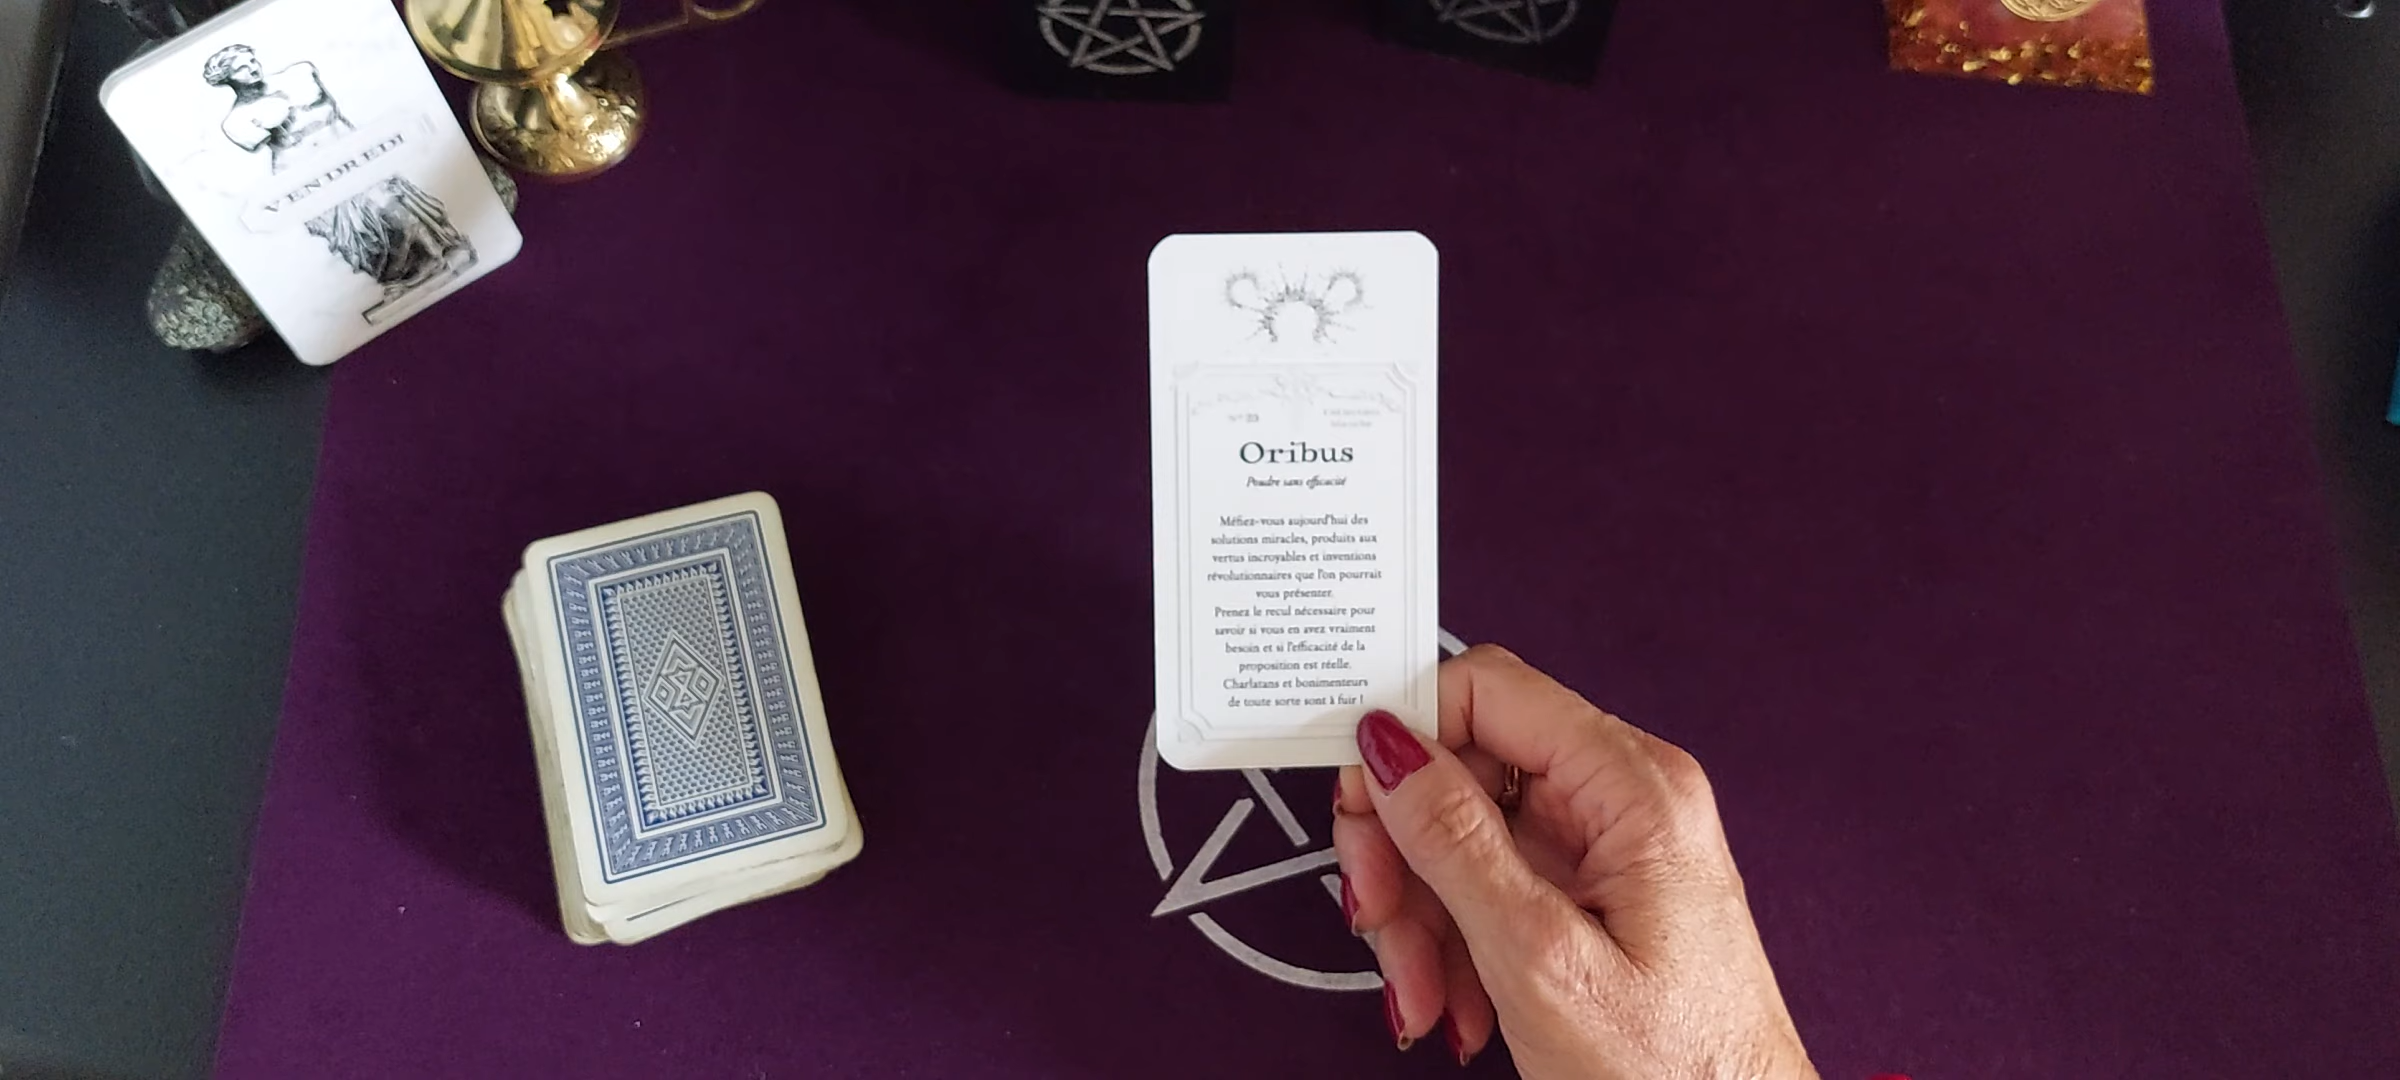 VENDREDI
N° 23
Oribus
Poudre sans efficacité
Méfiez-vous aujourd'hui des
solutions miracles, produits aux
vertus incroyables et inventions
révolutionnaires que l'on pourrait
vous présenter.
Prenez le recul nécessaire pour
savoir si vous en avez vraiment
besoin et si l'efficacité de la
proposition est réelle.
Charlatans et bonimenteurs
de toute sorte sont à fuir !